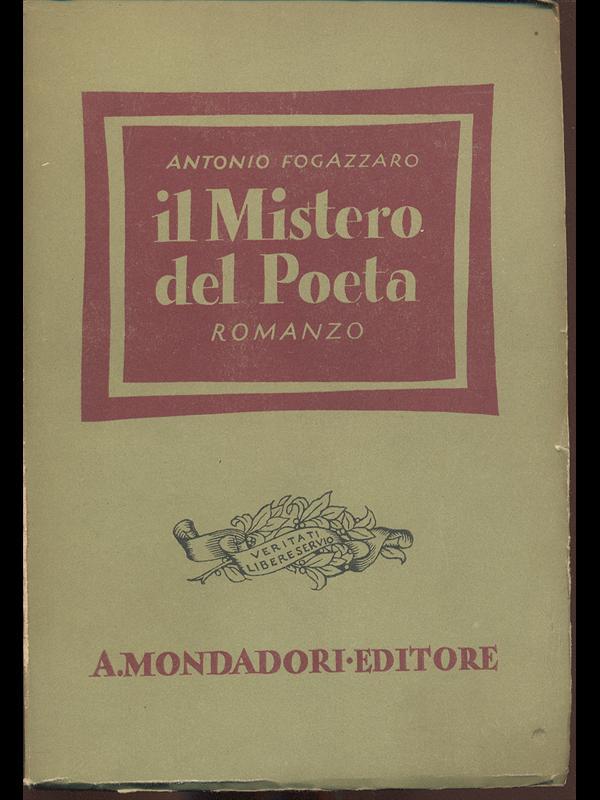 ANTONIO FOGAZZARO
il Mistero
del Poeta
ROMANZO
VERITATI
LIBERE SERVIO
A. MONDADORI · EDITORE